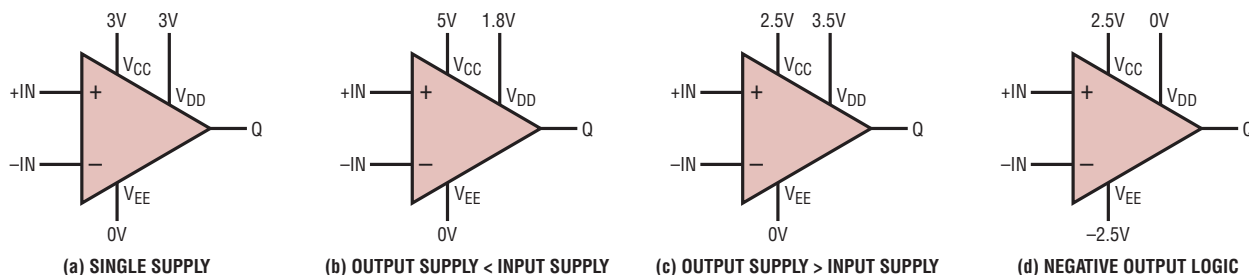 3V 3V
VCC
VDD
+IN
+
–IN
–
Q
VEE
0V
(a) SINGLE SUPPLY
5V 1.8V
VCC
VDD
+IN
+
–IN
–
Q
VEE
0V
(b) OUTPUT SUPPLY < INPUT SUPPLY
2.5V 3.5V
VCC
VDD
+IN
+
–IN
–
Q
VEE
0V
(c) OUTPUT SUPPLY > INPUT SUPPLY
2.5V 0V
VCC
VDD
+IN
+
–IN
–
Q
VEE
–2.5V
(d) NEGATIVE OUTPUT LOGIC